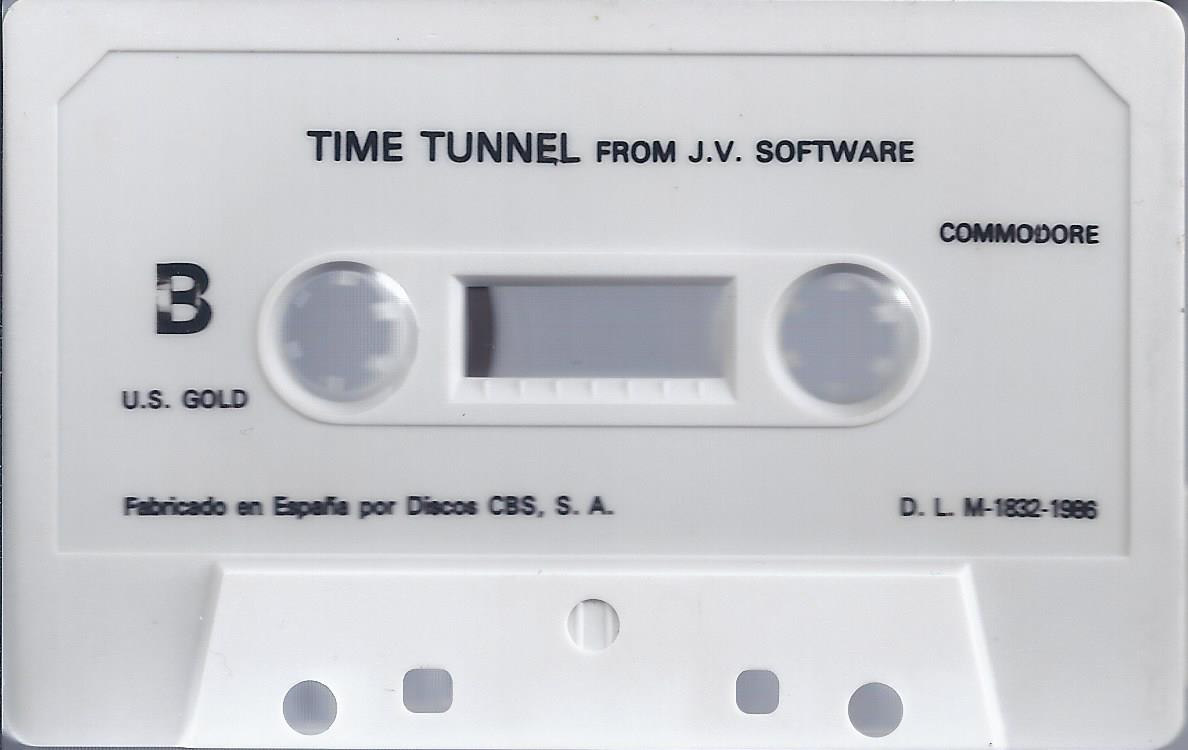 TIME TUNNEL FROM J.V. SOFTWARE
COMMODORE
B
U.S. GOLD
Fabricado en España por Discos CBS, S. A.
D. L. M-1832-1986